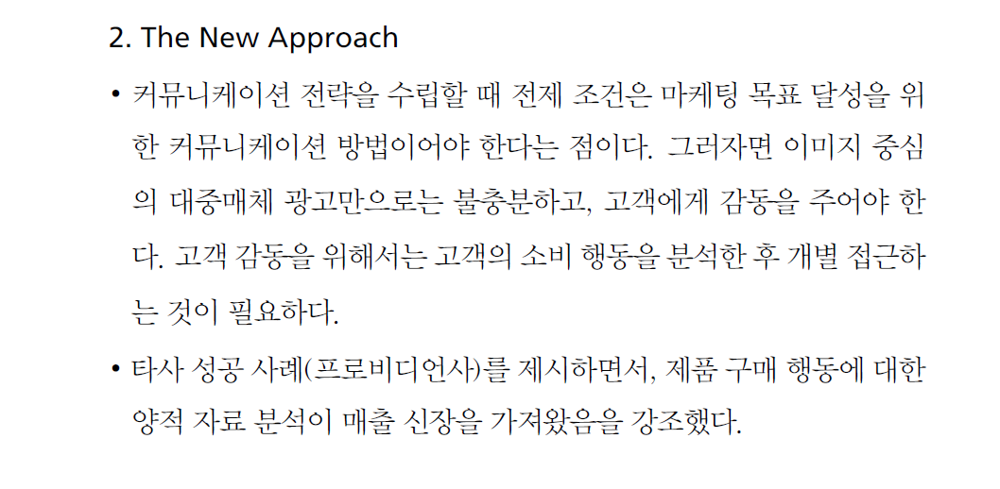 2. The New Approach
• 커뮤니케이션 전략을 수립할 때 전제 조건은 마케팅 목표 달성을 위
한 커뮤니케이션 방법이어야 한다는 점이다. 그러자면 이미지 중심
의 대중매체 광고만으로는 불충분하고, 고객에게 감동을 주어야 한
다. 고객 감동을 위해서는 고객의 소비 행동을 분석한 후 개별 접근하
는 것이 필요하다.
• 타사 성공 사례(프로비디언사)를 제시하면서, 제품 구매 행동에 대한
양적 자료 분석이 매출 신장을 가져왔음을 강조했다.